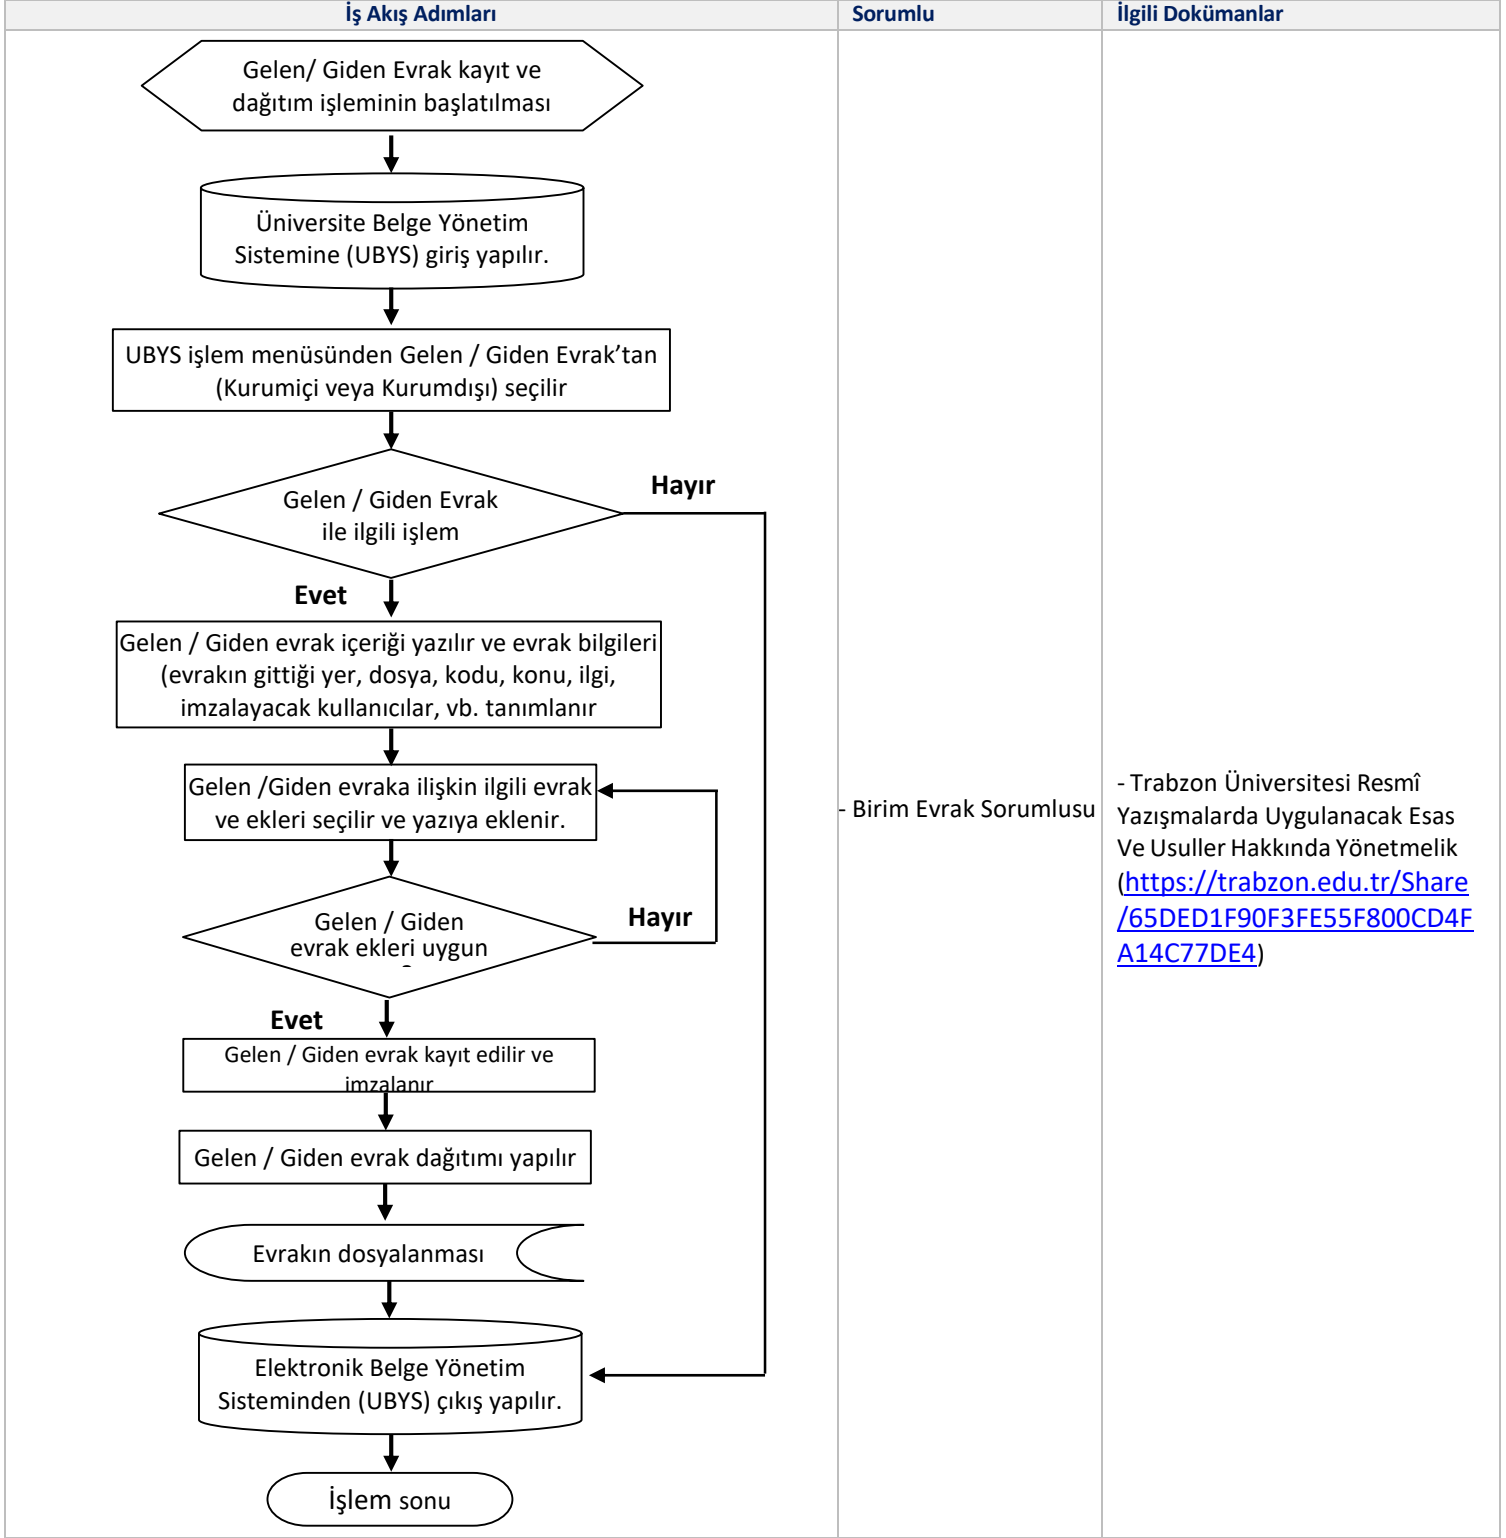 İş Akış Adımları
Sorumlu
İlgili Dokümanlar
Gelen/ Giden Evrak kayıt ve
dağıtım işleminin başlatılması
Üniversite Belge Yönetim
Sistemine (UBYS) giriş yapılır.
UBYS işlem menüsünden Gelen / Giden Evrak’tan
(Kurumiçi veya Kurumdışı) seçilir
Gelen / Giden Evrak
ile ilgili işlem
Hayır
Evet
Gelen / Giden evrak içeriği yazılır ve evrak bilgileri
(evrakın gittiği yer, dosya, kodu, konu, ilgi,
imzalayacak kullanıcılar, vb. tanımlanır
Gelen /Giden evraka ilişkin ilgili evrak
ve ekleri seçilir ve yazıya eklenir.
Gelen / Giden
evrak ekleri uygun
Hayır
Evet
Gelen / Giden evrak kayıt edilir ve
imzalanır
Gelen / Giden evrak dağıtımı yapılır
Evrakın dosyalanması
Elektronik Belge Yönetim
Sisteminden (UBYS) çıkış yapılır.
İşlem sonu
- Birim Evrak Sorumlusu
- Trabzon Üniversitesi Resmî
Yazışmalarda Uygulanacak Esas
Ve Usuller Hakkında Yönetmelik
(https://trabzon.edu.tr/Share
/65DED1F90F3FE55F800CD4F
A14C77DE4)